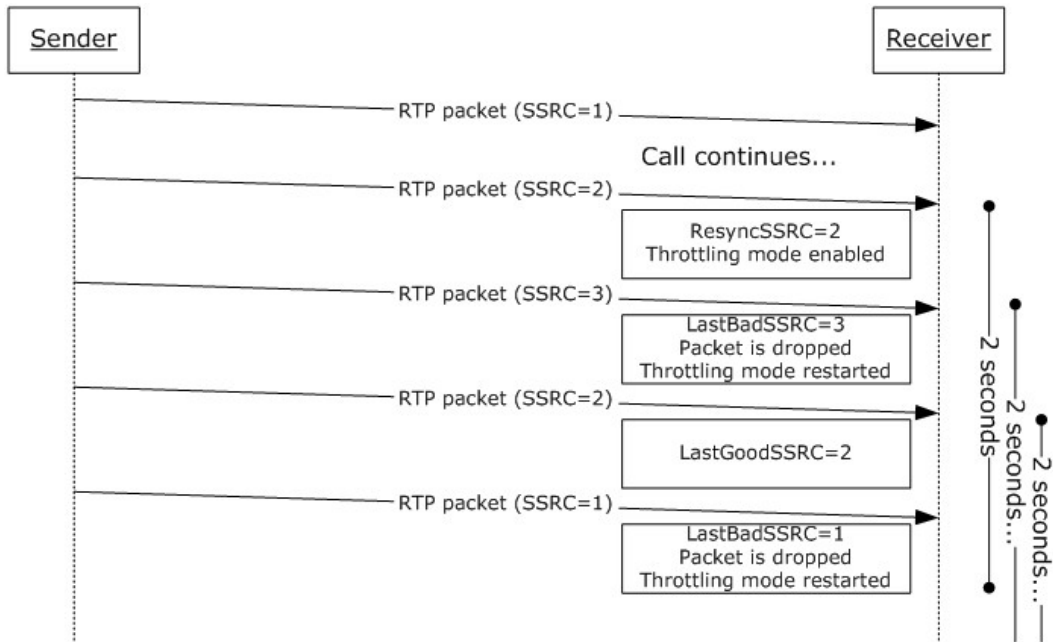 Sender
Receiver
RTP packet (SSRC=1)
Call continues...
RTP packet (SSRC=2)
ResyncSSRC=2
Throttling mode enabled
RTP packet (SSRC=3)
LastBadSSRC=3
Packet is dropped
Throttling mode restarted
RTP packet (SSRC=2)
LastGoodSSRC=2
RTP packet (SSRC=1)
LastBadSSRC=1
Packet is dropped
Throttling mode restarted
2 seconds
2 seconds...
2 seconds...